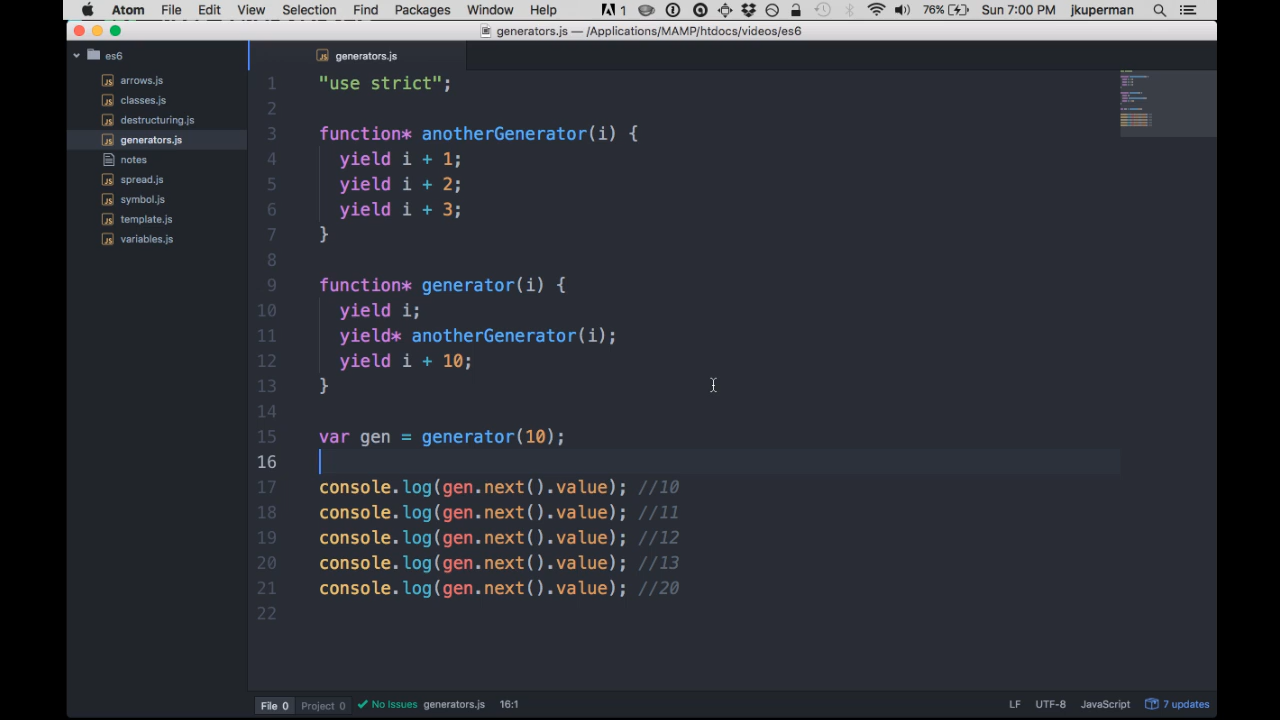 Atom File Edit View Selection Find Packages Window Help 1 76% Sun 7:00 PM jkuperman
generators.js — /Applications/MAMP/htdocs/videos/es6
es6
arrows.js
classes.js
destructuring.js
generators.js
notes
spread.js
symbol.js
template.js
variables.js
generators.js
1 "use strict";
2
3 function* anotherGenerator(i) {
4 yield i + 1;
5 yield i + 2;
6 yield i + 3;
7 }
8
9 function* generator(i) {
10 yield i;
11 yield* anotherGenerator(i);
12 yield i + 10;
13 }
14
15 var gen = generator(10);
16
17 console.log(gen.next().value); //10
18 console.log(gen.next().value); //11
19 console.log(gen.next().value); //12
20 console.log(gen.next().value); //13
21 console.log(gen.next().value); //20
22
File 0 Project 0 No Issues generators.js 16:1 LF UTF-8 JavaScript 7 updates